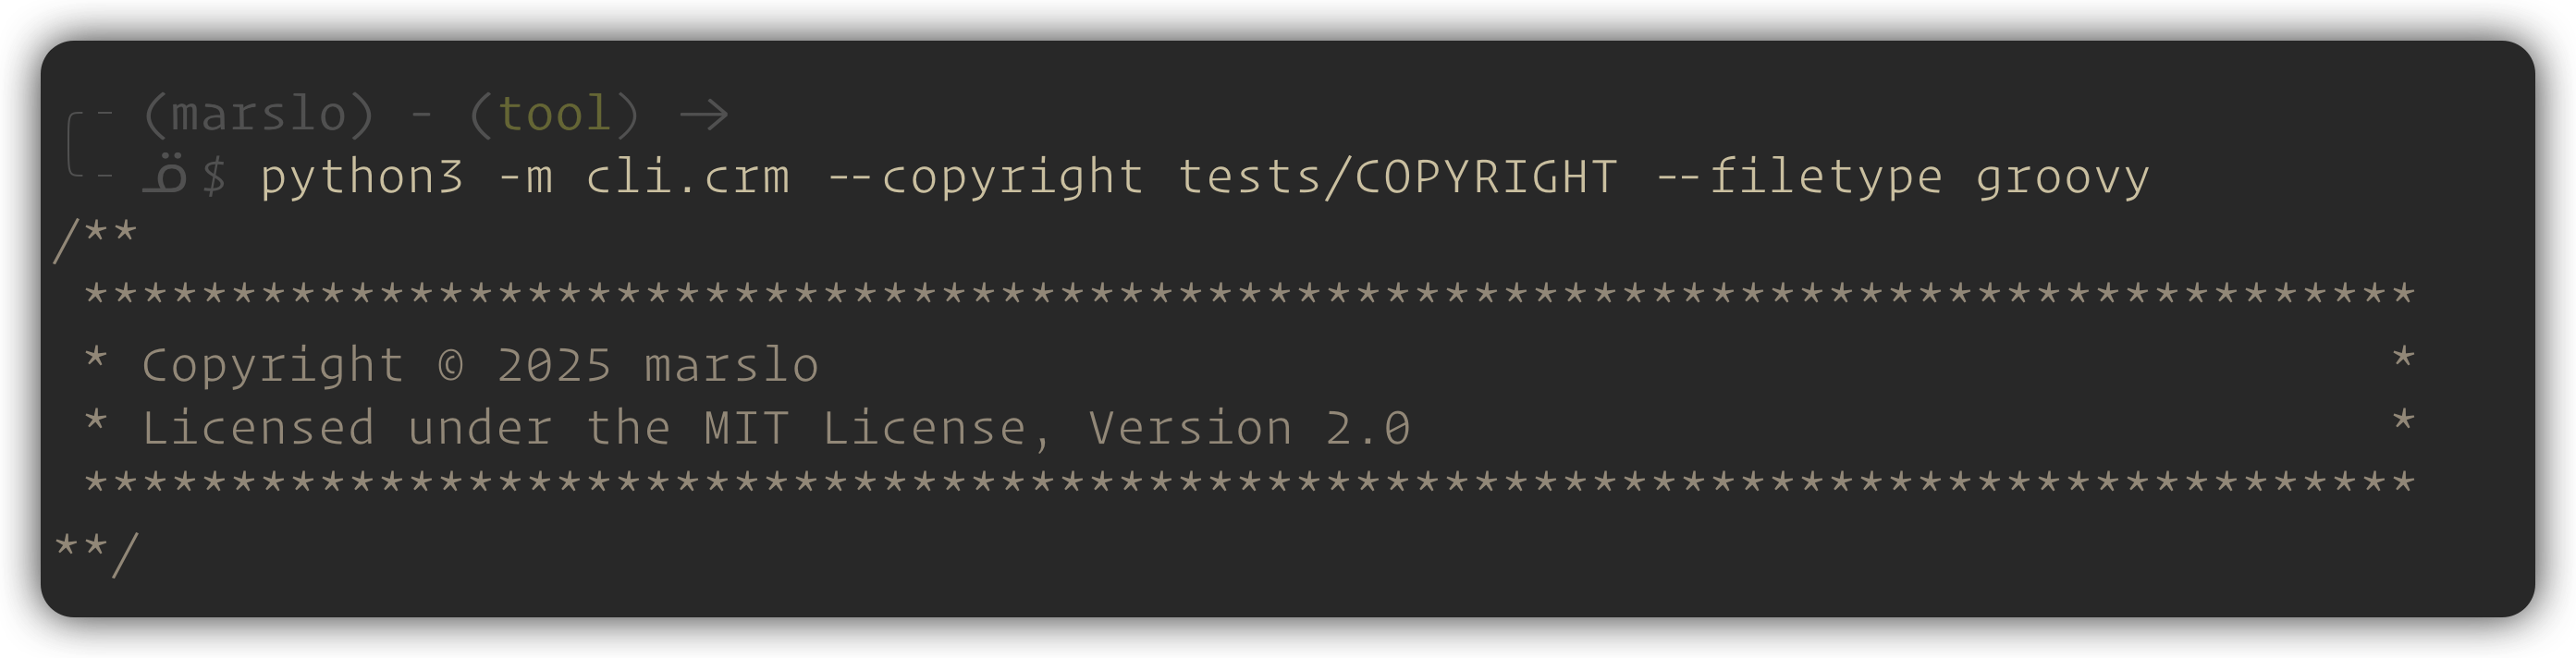 ╭╴╴(marslo) - (tool) ->
╰╴╴ ـö $ python3 -m cli.crm --copyright tests/COPYRIGHT --filetype groovy
/**
 *******************************************************************************
 * Copyright © 2025 marslo                                                     *
 * Licensed under the MIT License, Version 2.0                                 *
 *******************************************************************************
**/